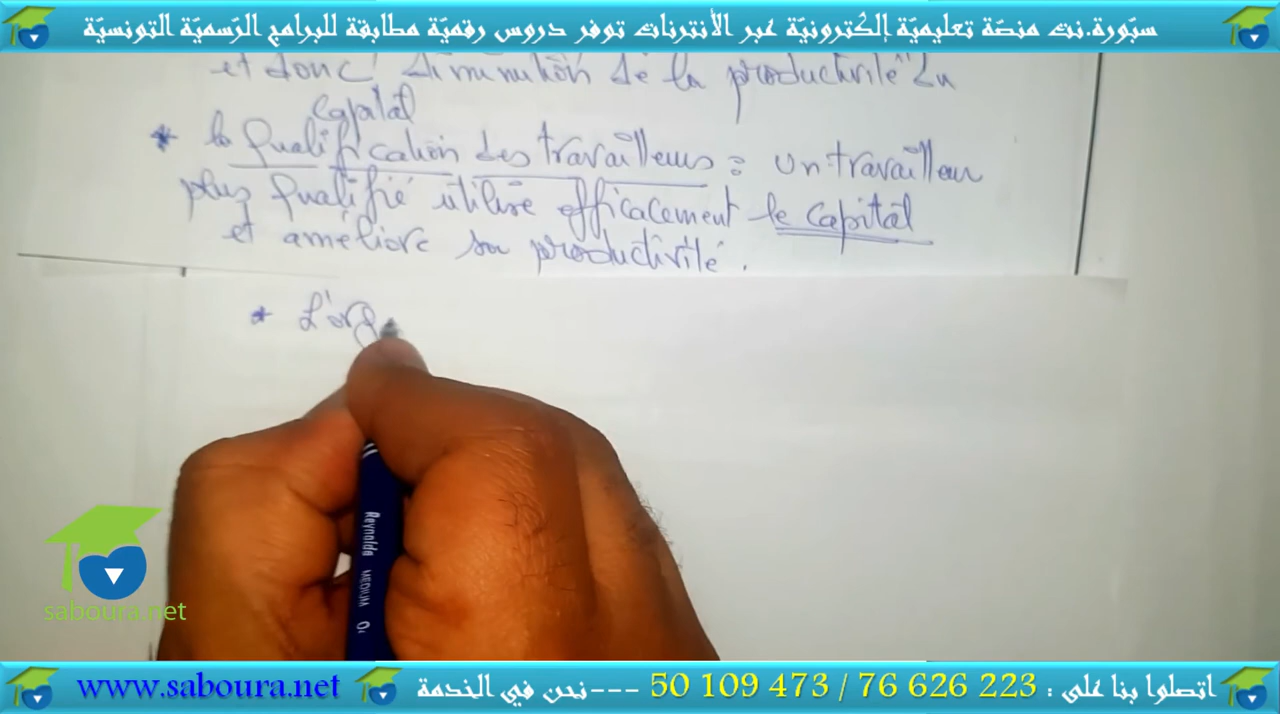 سبّورة.نت منصّة تعليميّة إلكترونيّة عبر الأنترنات توفر دروس رقميّة مطابقة للبرامج الرّسميّة التونسيّة
et donc diminution de la productivité du
capital
* la qualification des travailleurs : un travailleur
plus qualifié utilise efficacement le capital
et améliore sa productivité.
* L'org
Reynolds MEDIUM
saboura.net
www.saboura.net
اتصلوا بنا على : 223 626 76 / 473 109 50 ---نحن في الخدمة